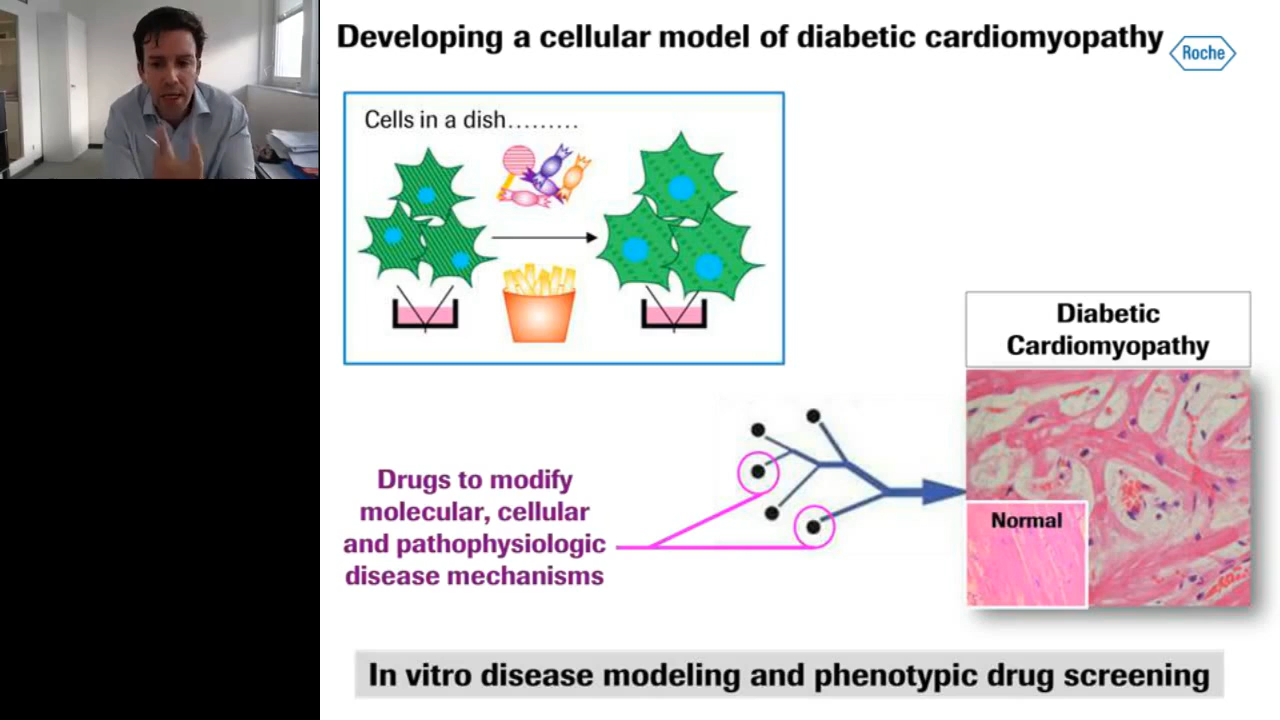 Developing a cellular model of diabetic cardiomyopathy
Roche
Cells in a dish.........
Diabetic
Cardiomyopathy
Drugs to modify
molecular, cellular
and pathophysiologic
disease mechanisms
Normal
In vitro disease modeling and phenotypic drug screening